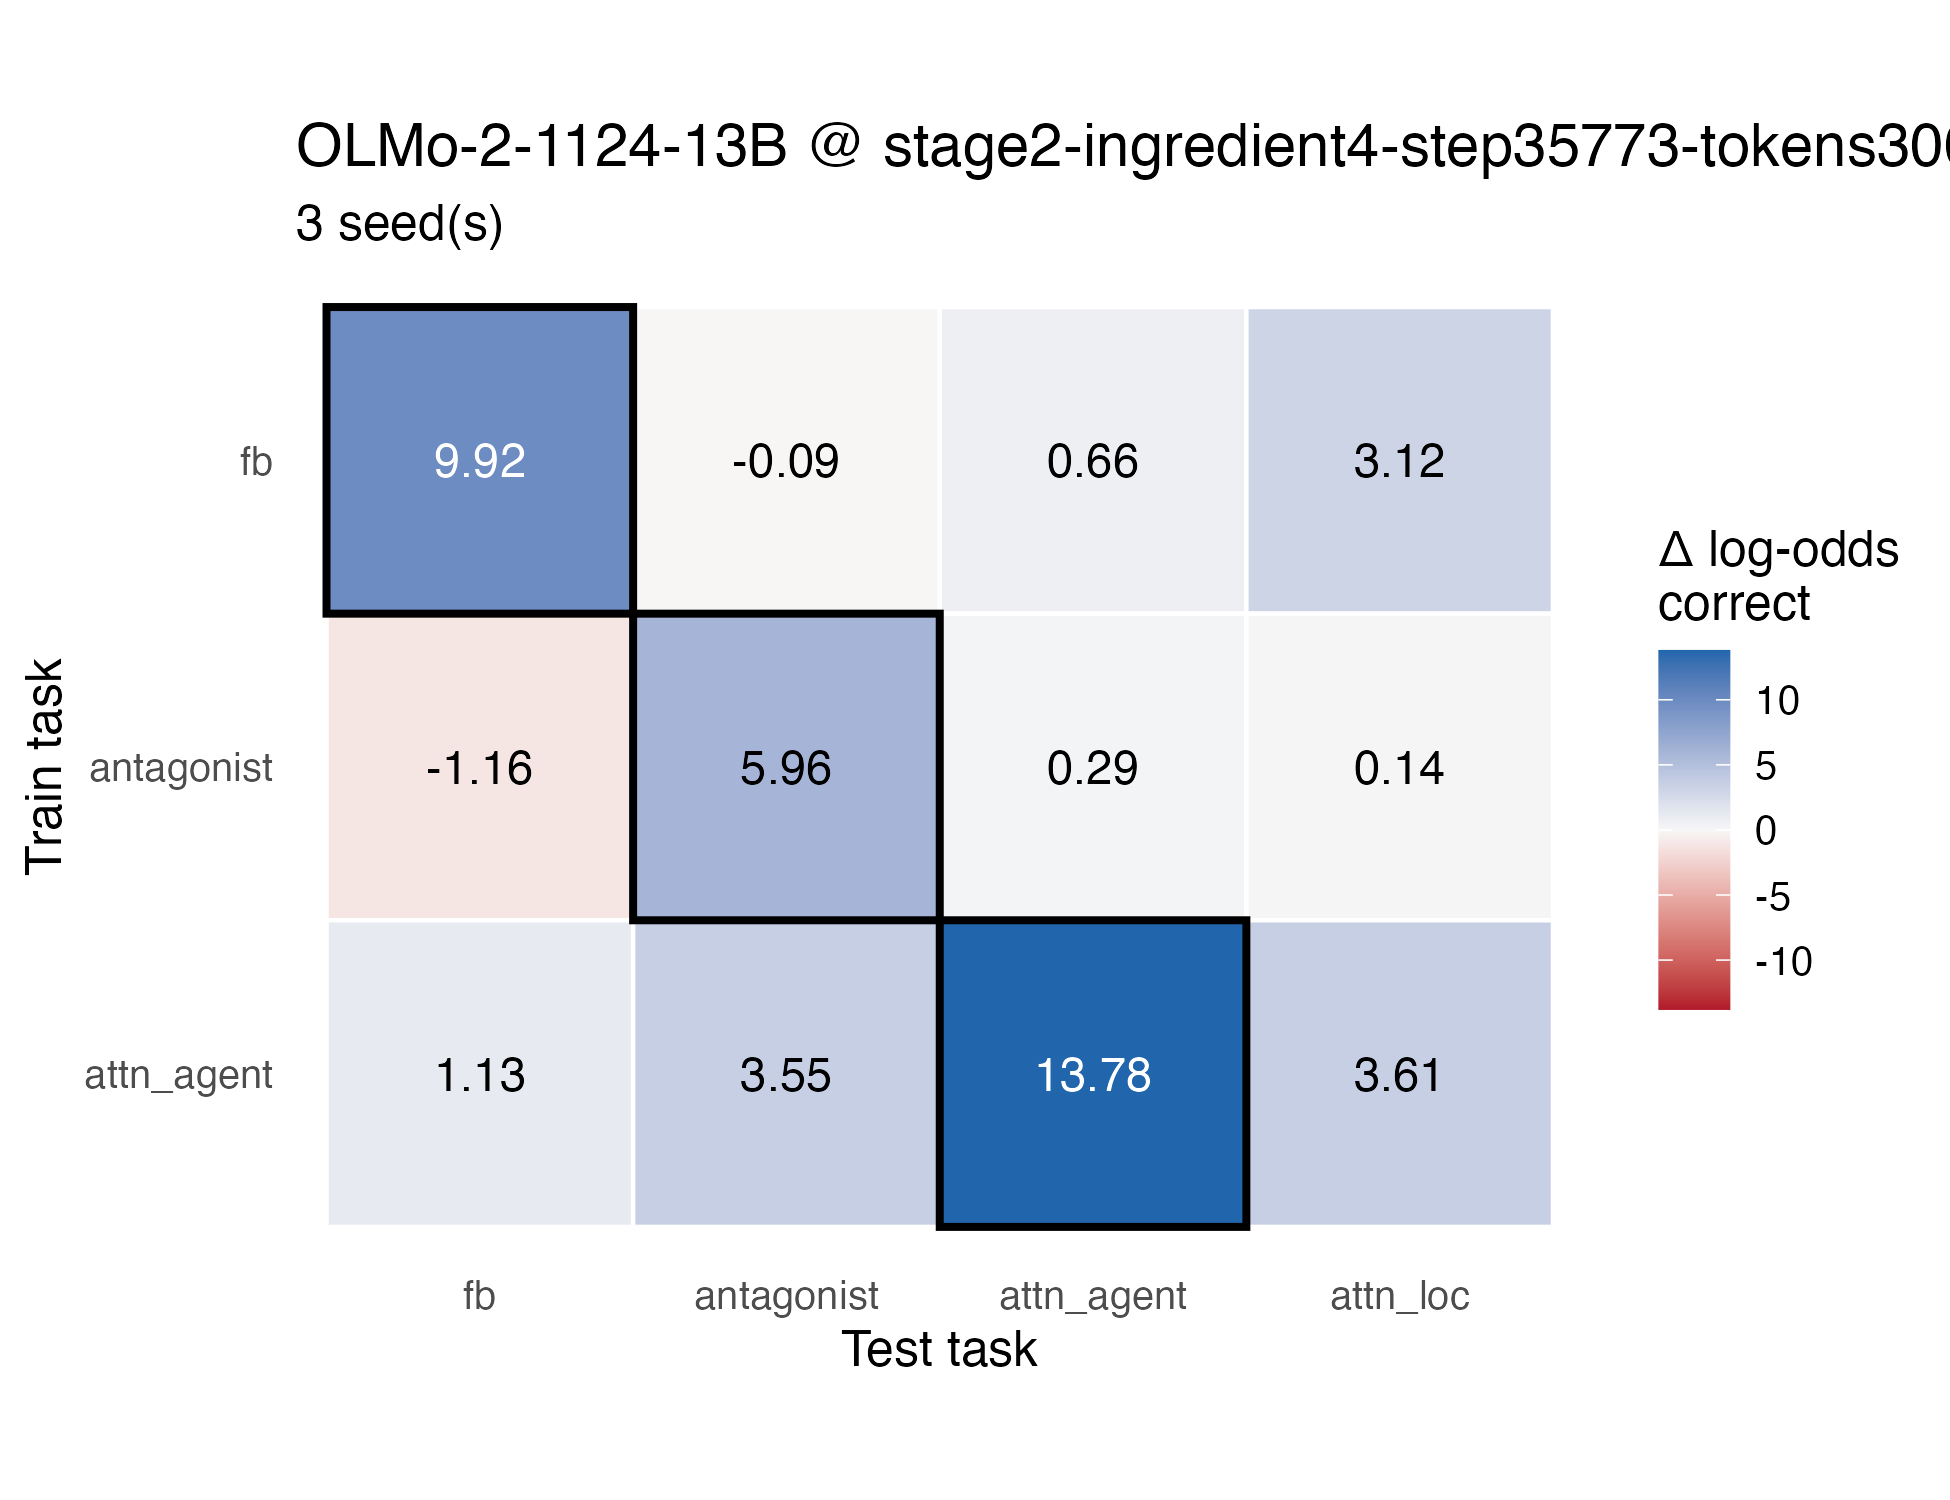 OLMo-2-1124-13B @ stage2-ingredient4-step35773-tokens300
3 seed(s)
fb 9.92 -0.09 0.66 3.12
antagonist -1.16 5.96 0.29 0.14
attn_agent 1.13 3.55 13.78 3.61
fb antagonist attn_agent attn_loc
Test task
Train task
Δ log-odds
correct
10
5
0
-5
-10